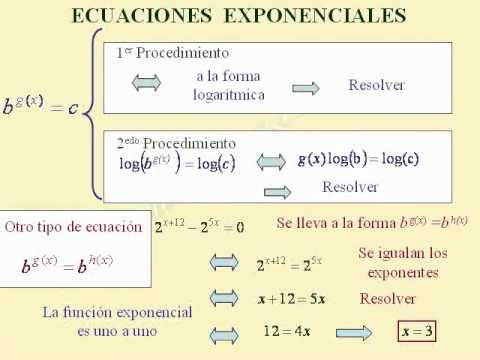 ECUACIONES EXPONENCIALES
1er Procedimiento
a la forma
logaritmica
Resolver
b^g(x) = c
2edo Procedimiento
log(b^g(x)) = log(c)
g(x)log(b) = log(c)
Resolver
Otro tipo de ecuación
b^g(x) = b^h(x)
2^x+12 − 2^5x = 0
Se lleva a la forma b^g(x) = b^h(x)
2^x+12 = 2^5x
Se igualan los
exponentes
x + 12 = 5x
Resolver
La función exponencial
es uno a uno
12 = 4x
x = 3